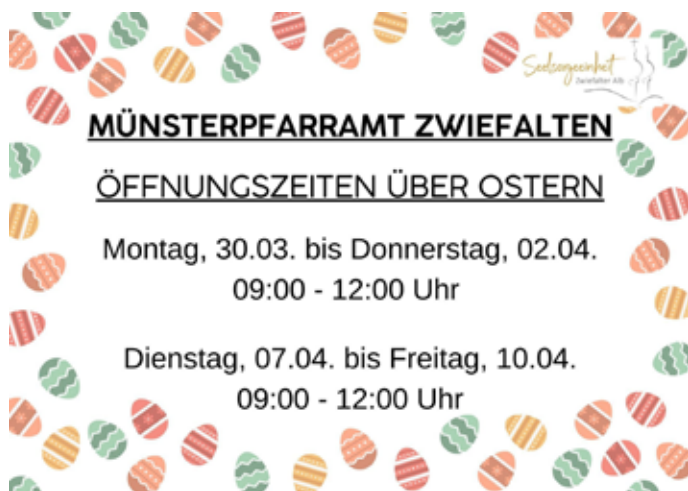 Seelsorgeeinheit
Zwiefalter Alb
MÜNSTERPFARRAMT ZWIEFALTEN
ÖFFNUNGSZEITEN ÜBER OSTERN
Montag, 30.03. bis Donnerstag, 02.04.
09:00 - 12:00 Uhr
Dienstag, 07.04. bis Freitag, 10.04.
09:00 - 12:00 Uhr